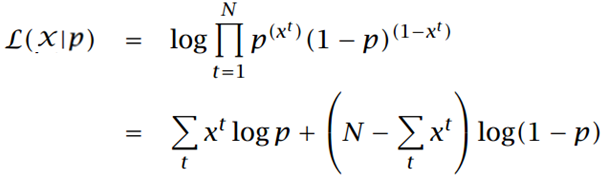 ℒ(X|p) = log ∏_{t=1}^{N} p^{(x^t)} (1 − p)^{(1−x^t)}
= ∑_t x^t log p + (N − ∑_t x^t) log(1 − p)